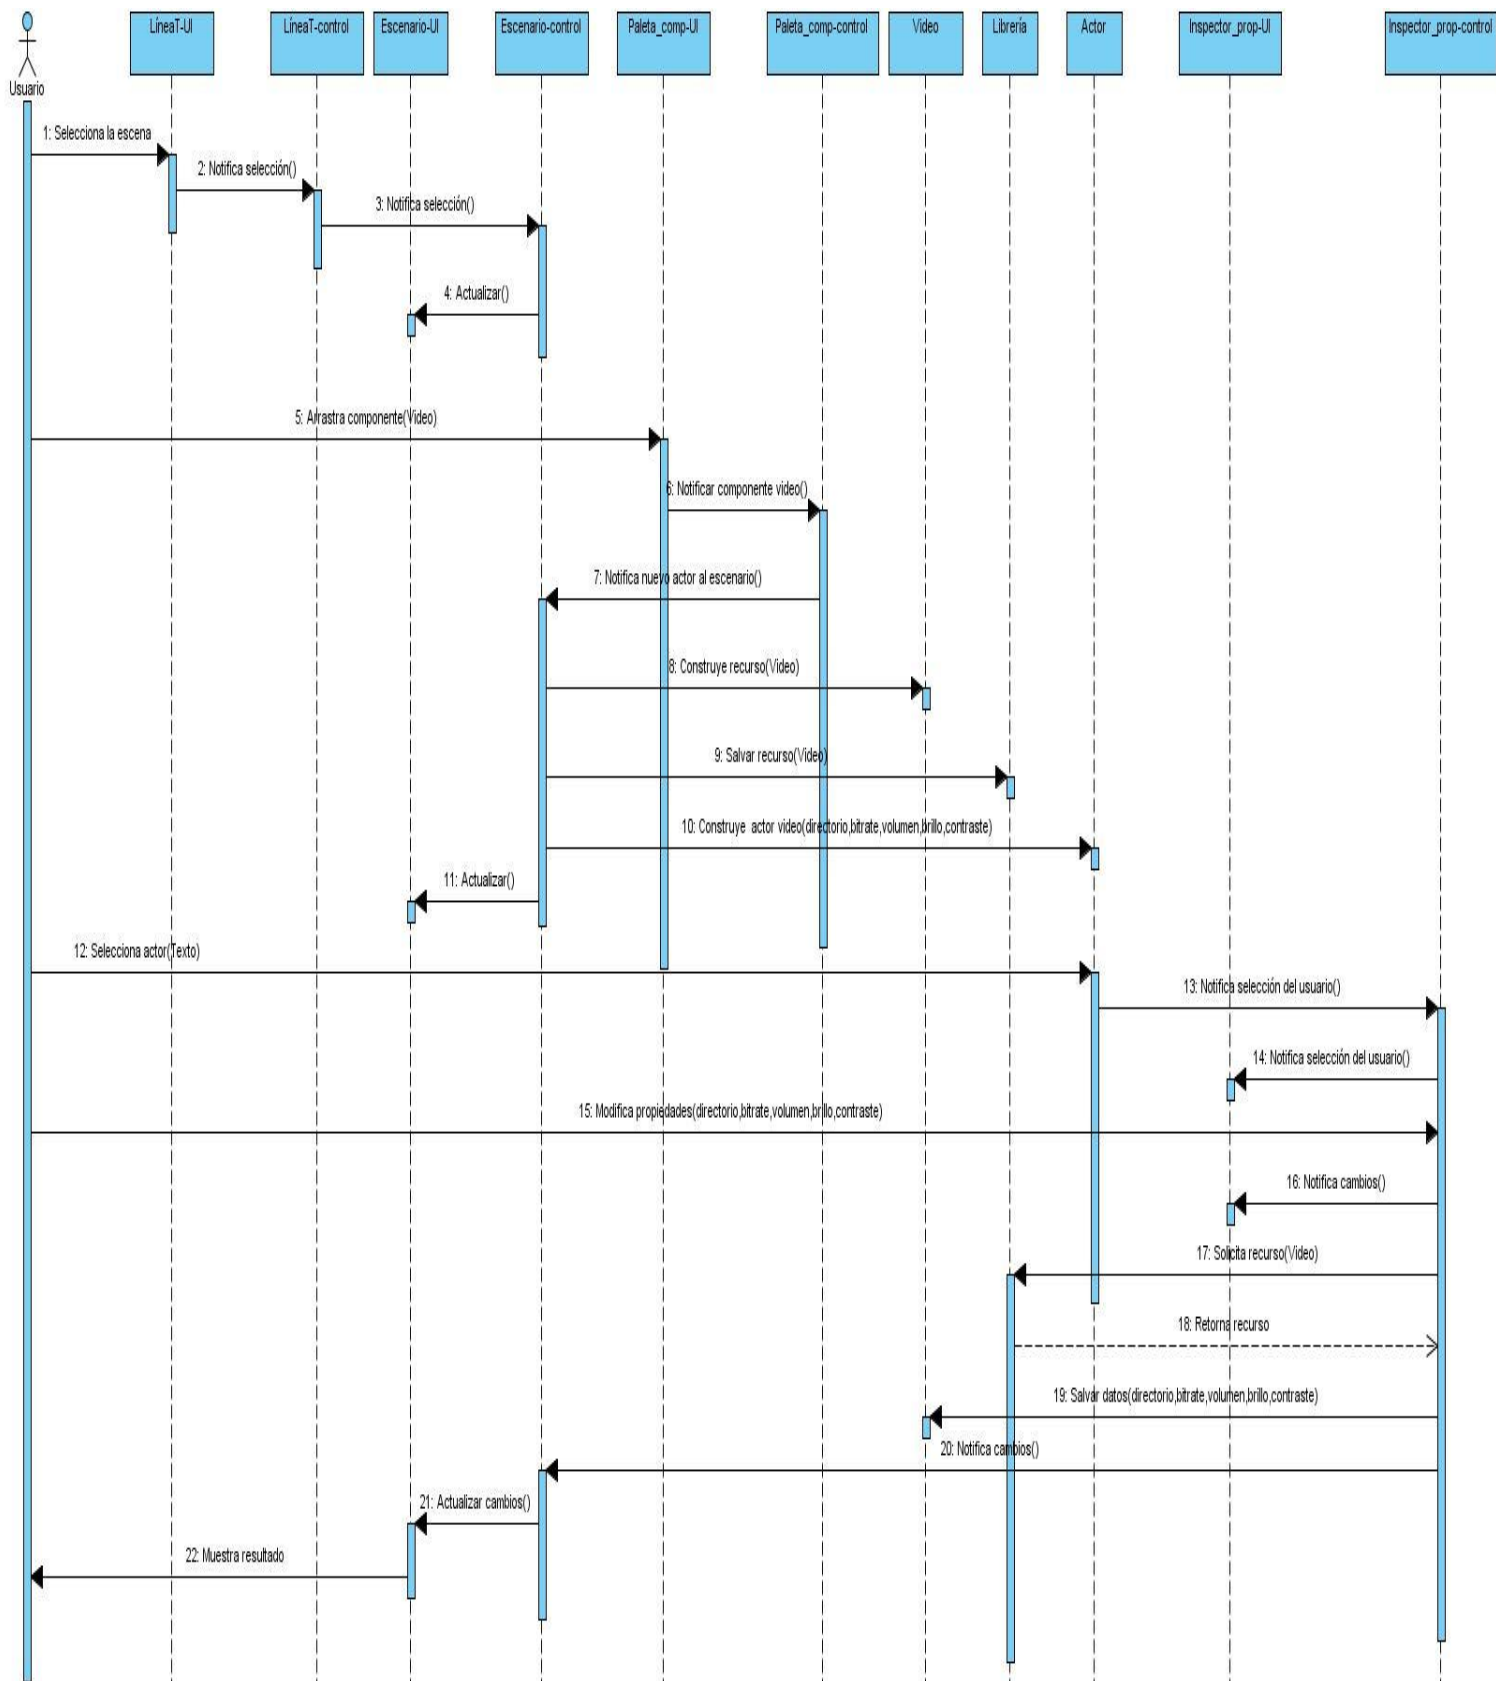 LíneaT-UI
LíneaT-control
Escenario-UI
Escenario-control
Paleta_comp-UI
Paleta_comp-control
Video
Librería
Actor
Inspector_prop-UI
Inspector_prop-control
Usuario
1: Selecciona la escena
2: Notifica selección()
3: Notifica selección()
4: Actualizar()
5: Arrastra componente(Video)
6: Notificar componente video()
7: Notifica nuevo actor al escenario()
8: Construye recurso(Video)
9: Salvar recurso(Video)
10: Construye actor video(directorio,bitrate,volumen,brillo,contraste)
11: Actualizar()
12: Selecciona actor(Texto)
13: Notifica selección del usuario()
14: Notifica selección del usuario()
15: Modifica propiedades(directorio,bitrate,volumen,brillo,contraste)
16: Notifica cambios()
17: Solicita recurso(Video)
18: Retorna recurso
19: Salvar datos(directorio,bitrate,volumen,brillo,contraste)
20: Notifica cambios()
21: Actualizar cambios()
22: Muestra resultado